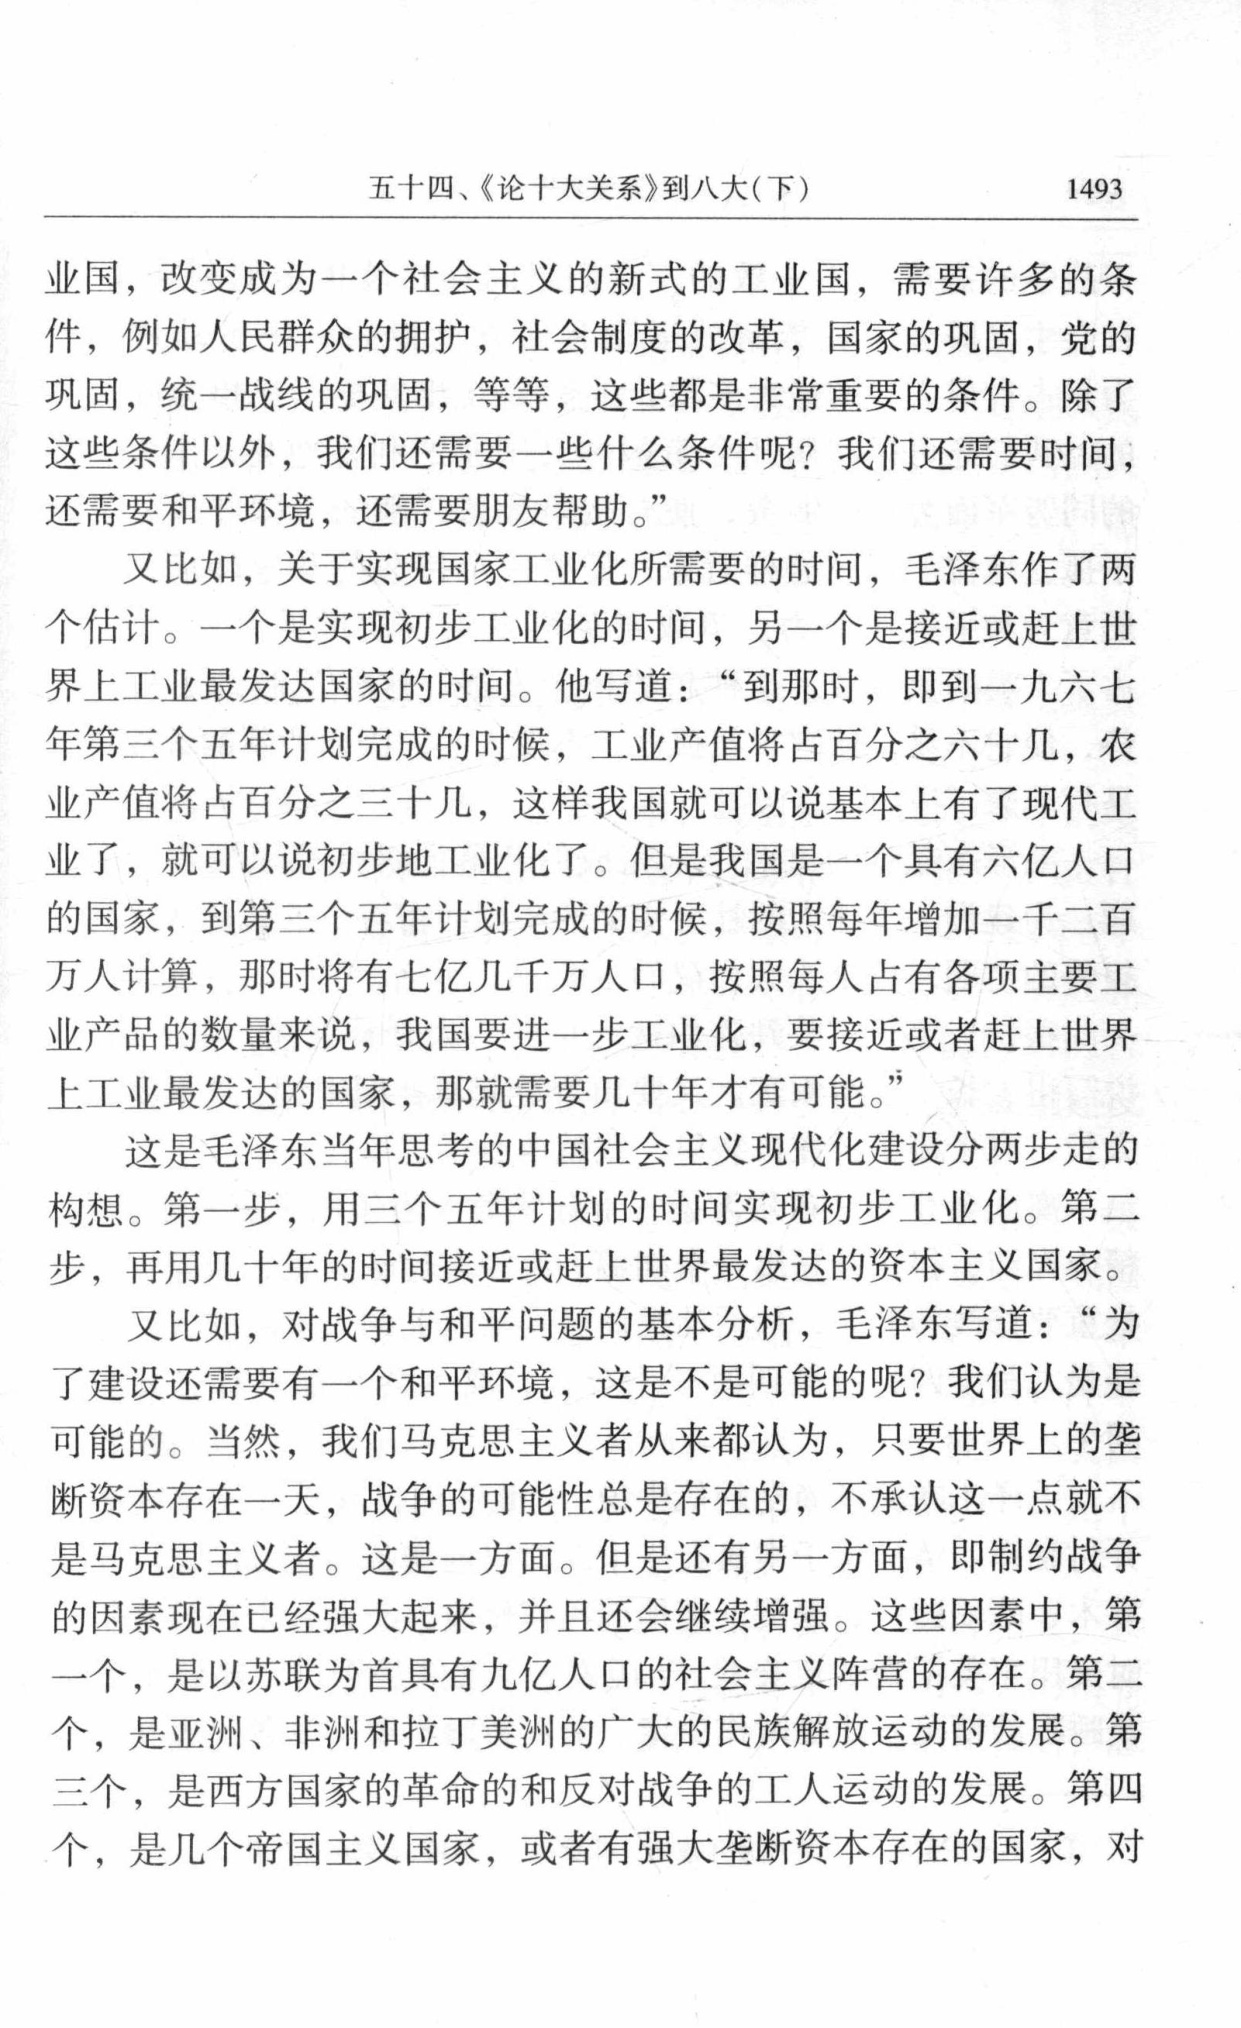 五十四、《论十大关系》到八大(下) 1493
业国，改变成为一个社会主义的新式的工业国，需要许多的条
件，例如人民群众的拥护，社会制度的改革，国家的巩固，党的
巩固，统一战线的巩固，等等，这些都是非常重要的条件。除了
这些条件以外，我们还需要一些什么条件呢？我们还需要时间，
还需要和平环境，还需要朋友帮助。”
又比如，关于实现国家工业化所需要的时间，毛泽东作了两
个估计。一个是实现初步工业化的时间，另一个是接近或赶上世
界上工业最发达国家的时间。他写道：“到那时，即到一九六七
年第三个五年计划完成的时候，工业产值将占百分之六十几，农
业产值将占百分之三十几，这样我国就可以说基本上有了现代工
业了，就可以说初步地工业化了。但是我国是一个具有六亿人口
的国家，到第三个五年计划完成的时候，按照每年增加一千二百
万人计算，那时将有七亿几千万人口，按照每人占有各项主要工
业产品的数量来说，我国要进一步工业化，要接近或者赶上世界
上工业最发达的国家，那就需要几十年才有可能。”
这是毛泽东当年思考的中国社会主义现代化建设分两步走的
构想。第一步，用三个五年计划的时间实现初步工业化。第二
步，再用几十年的时间接近或赶上世界最发达的资本主义国家。
又比如，对战争与和平问题的基本分析，毛泽东写道：“为
了建设还需要有一个和平环境，这是不是可能的呢？我们认为是
可能的。当然，我们马克思主义者从来都认为，只要世界上的垄
断资本存在一天，战争的可能性总是存在的，不承认这一点就不
是马克思主义者。这是一方面。但是还有另一方面，即制约战争
的因素现在已经强大起来，并且还会继续增强。这些因素中，第
一个，是以苏联为首具有九亿人口的社会主义阵营的存在。第二
个，是亚洲、非洲和拉丁美洲的广大的民族解放运动的发展。第
三个，是西方国家的革命的和反对战争的工人运动的发展。第四
个，是几个帝国主义国家，或者有强大垄断资本存在的国家，对